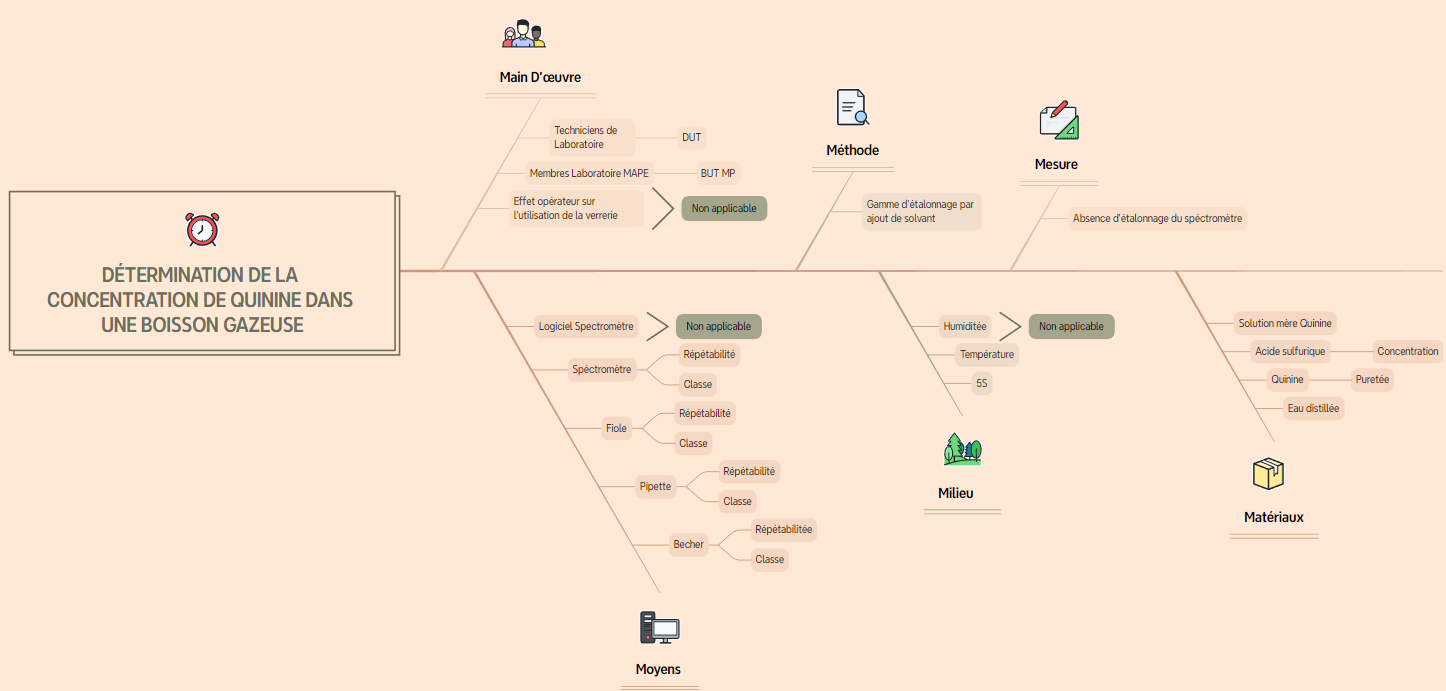 Main D'œuvre
Techniciens de
Laboratoire
DUT
Membres Laboratoire MAPE
BUT MP
Effet opérateur sur
l'utilisation de la verrerie
Non applicable
Méthode
Gamme d'étalonnage par
ajout de solvant
Mesure
Absence d'étalonnage du spéctromètre
DÉTERMINATION DE LA
CONCENTRATION DE QUININE DANS
UNE BOISSON GAZEUSE
Logiciel Spectromètre
Non applicable
Spéctromètre
Répétabilité
Classe
Fiole
Répétabilité
Classe
Pipette
Répétabilité
Classe
Becher
Répétabilitée
Classe
Moyens
Humiditée
Non applicable
Température
5S
Milieu
Solution mère Quinine
Acide sulfurique
Concentration
Quinine
Puretée
Eau distillée
Matériaux